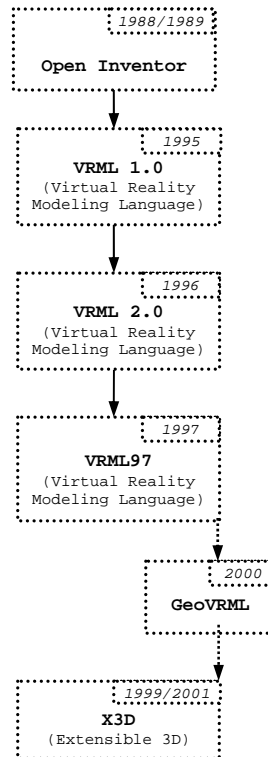 1988/1989
Open Inventor
1995
VRML 1.0
(Virtual Reality
Modeling Language)
1996
VRML 2.0
(Virtual Reality
Modeling Language)
1997
VRML97
(Virtual Reality
Modeling Language)
2000
GeoVRML
1999/2001
X3D
(Extensible 3D)